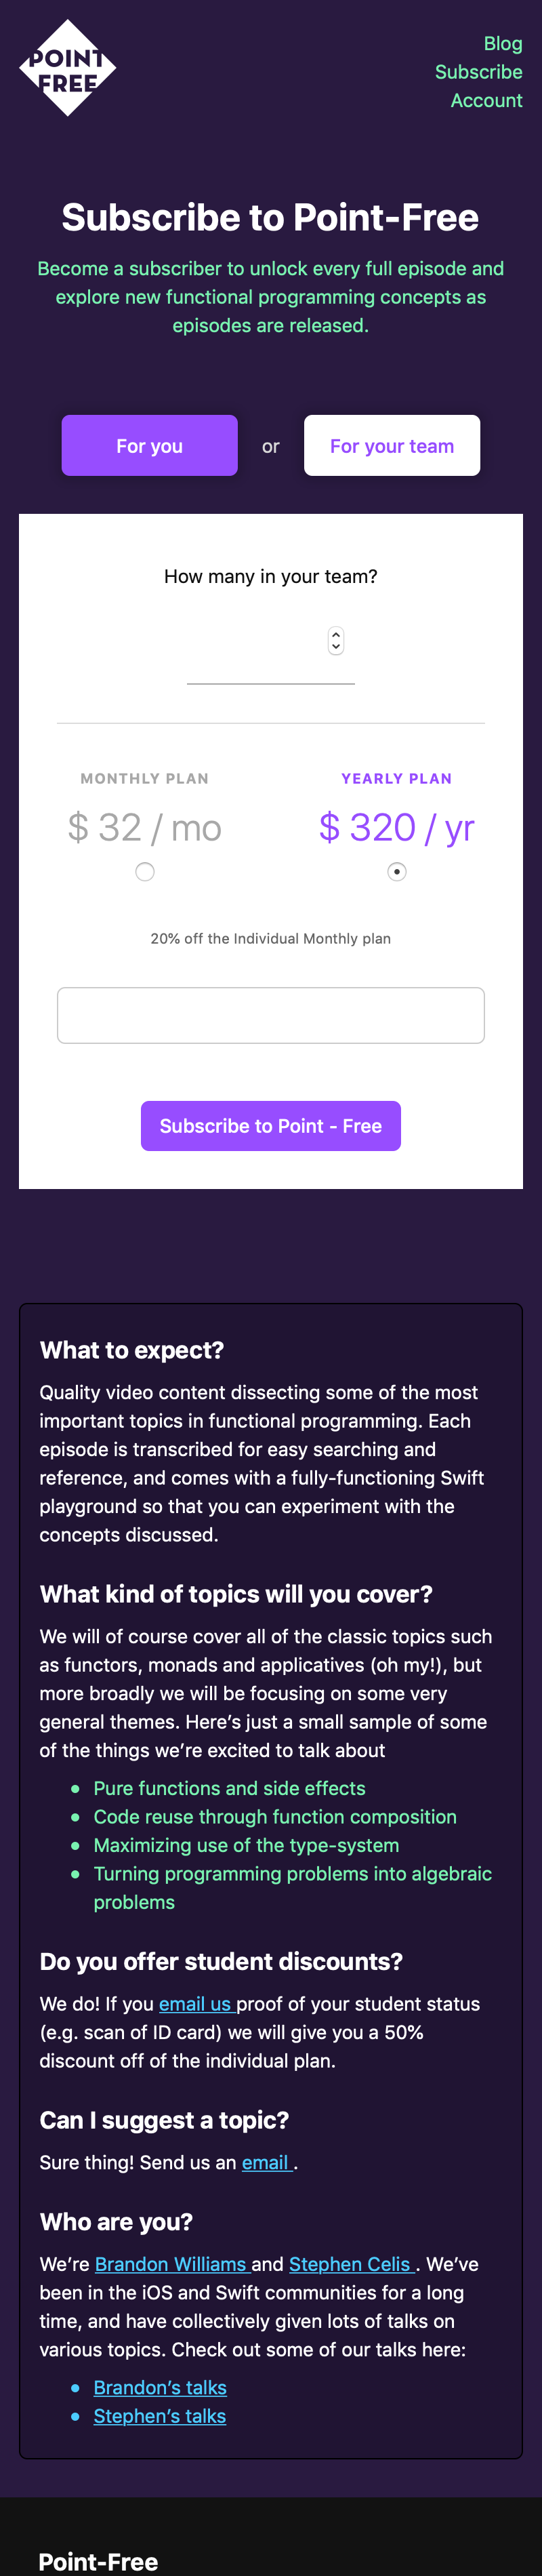 POINT
FREE
Blog
Subscribe
Account
Subscribe to Point-Free
Become a subscriber to unlock every full episode and
explore new functional programming concepts as
episodes are released.
For you
or
For your team
How many in your team?
MONTHLY PLAN
YEARLY PLAN
$ 32 / mo
$ 320 / yr
20% off the Individual Monthly plan
Subscribe to Point - Free
What to expect?
Quality video content dissecting some of the most
important topics in functional programming. Each
episode is transcribed for easy searching and
reference, and comes with a fully-functioning Swift
playground so that you can experiment with the
concepts discussed.
What kind of topics will you cover?
We will of course cover all of the classic topics such
as functors, monads and applicatives (oh my!), but
more broadly we will be focusing on some very
general themes. Here’s just a small sample of some
of the things we’re excited to talk about
• Pure functions and side effects
• Code reuse through function composition
• Maximizing use of the type-system
• Turning programming problems into algebraic
problems
Do you offer student discounts?
We do! If you email us proof of your student status
(e.g. scan of ID card) we will give you a 50%
discount off of the individual plan.
Can I suggest a topic?
Sure thing! Send us an email .
Who are you?
We’re Brandon Williams and Stephen Celis . We’ve
been in the iOS and Swift communities for a long
time, and have collectively given lots of talks on
various topics. Check out some of our talks here:
• Brandon’s talks
• Stephen’s talks
Point-Free